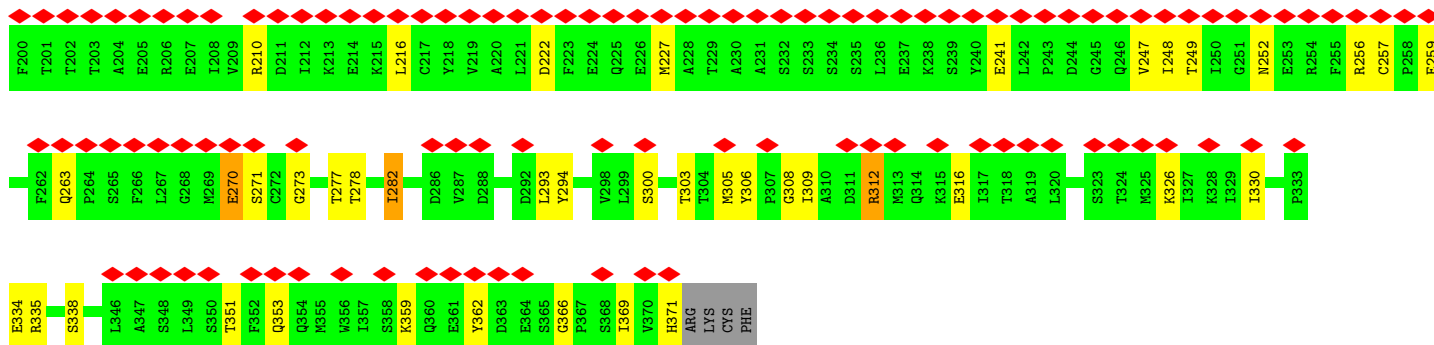 F200 T201 T202 T203 A204 E205 R206 E207 I208 V209 R210 D211 I212 K213 E214 K215 L216 C217 Y218 V219 A220 L221 D222 F223 E224 Q225 E226 M227 A228 T229 A230 A231 S232 S233 S234 S235 L236 E237 K238 S239 Y240 E241 L242 P243 D244 G245 Q246 V247 I248 T249 I250 G251 N252 E253 R254 F255 R256 C257 P258 E259
F262 Q263 P264 S265 F266 L267 G268 M269 E270 S271 C272 G273 T277 T278 I282 D286 V287 D288 D292 L293 Y294 V298 L299 S300 T303 T304 M305 Y306 P307 G308 I309 A310 D311 R312 M313 Q314 K315 E316 I317 T318 A319 L320 S323 T324 M325 K326 I327 K328 I329 I330 P333
E334 R335 S338 L346 A347 S348 L349 S350 T351 F352 Q353 Q354 M355 W356 I357 S358 K359 Q360 E361 Y362 D363 E364 S365 G366 P367 S368 I369 V370 H371 ARG LYS CYS PHE